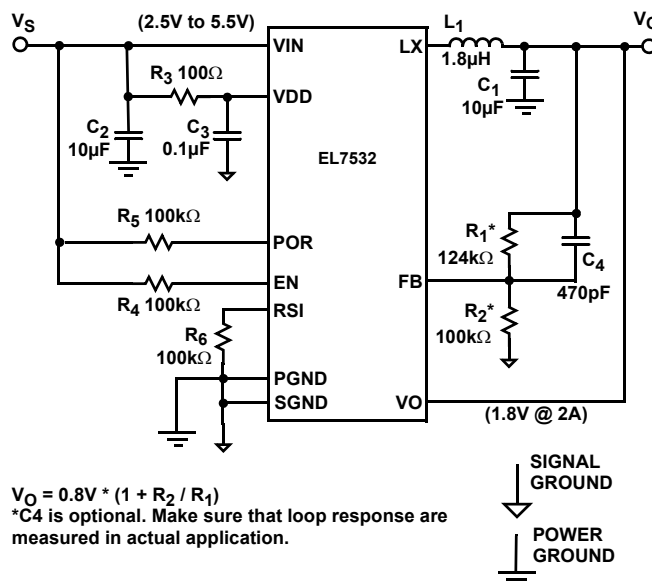 VS (2.5V to 5.5V)
VIN
LX
L1
1.8µH
VO
R3 100Ω
VDD
C2
10µF
C3
0.1µF
C1
10µF
EL7532
R5 100kΩ
POR
EN
R4 100kΩ
RSI
R6
100kΩ
PGND
SGND
R1*
124kΩ
C4
470pF
FB
R2*
100kΩ
VO
(1.8V @ 2A)
VO = 0.8V * (1 + R2 / R1)
*C4 is optional. Make sure that loop response are
measured in actual application.
SIGNAL
GROUND
POWER
GROUND